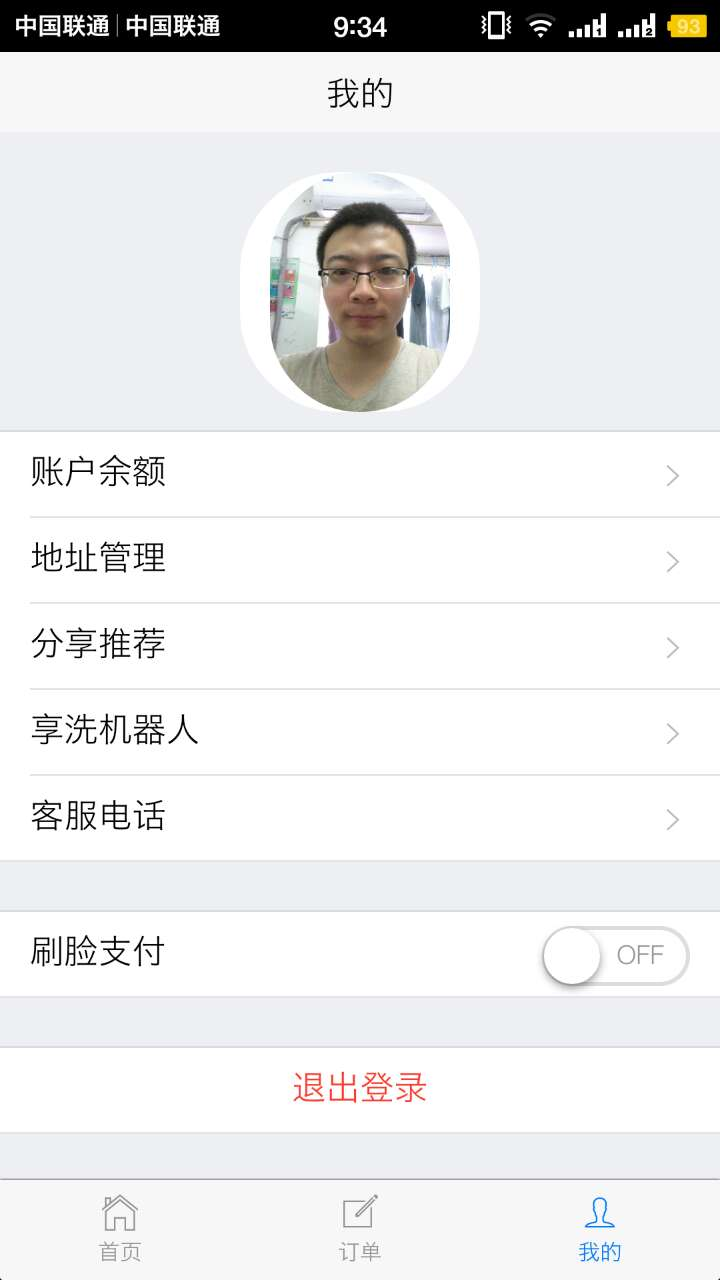 中国联通 | 中国联通 9:34 1 2 93
我的
账户余额
地址管理
分享推荐
享洗机器人
客服电话
刷脸支付 OFF
退出登录
首页 订单 我的